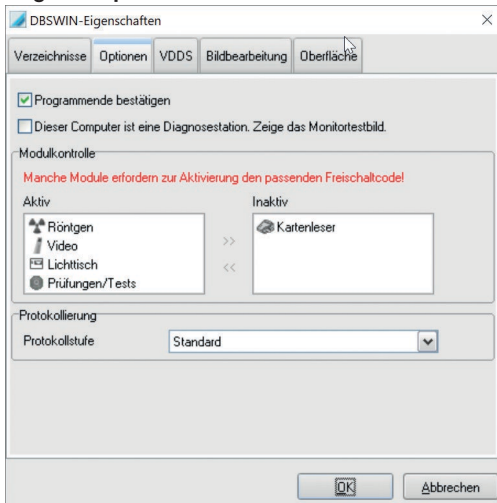 DBSWIN-Eigenschaften
Verzeichnisse Optionen VDDS Bildbearbeitung Oberfläche
Programmende bestätigen
Dieser Computer ist eine Diagnosestation. Zeige das Monitortestbild.
Modulkontrolle
Manche Module erfordern zur Aktivierung den passenden Freischaltcode!
Aktiv Inaktiv
Röntgen >> Kartenleser
Video <<
Lichttisch
Prüfungen/Tests
Protokollierung
Protokollstufe Standard
OK Abbrechen